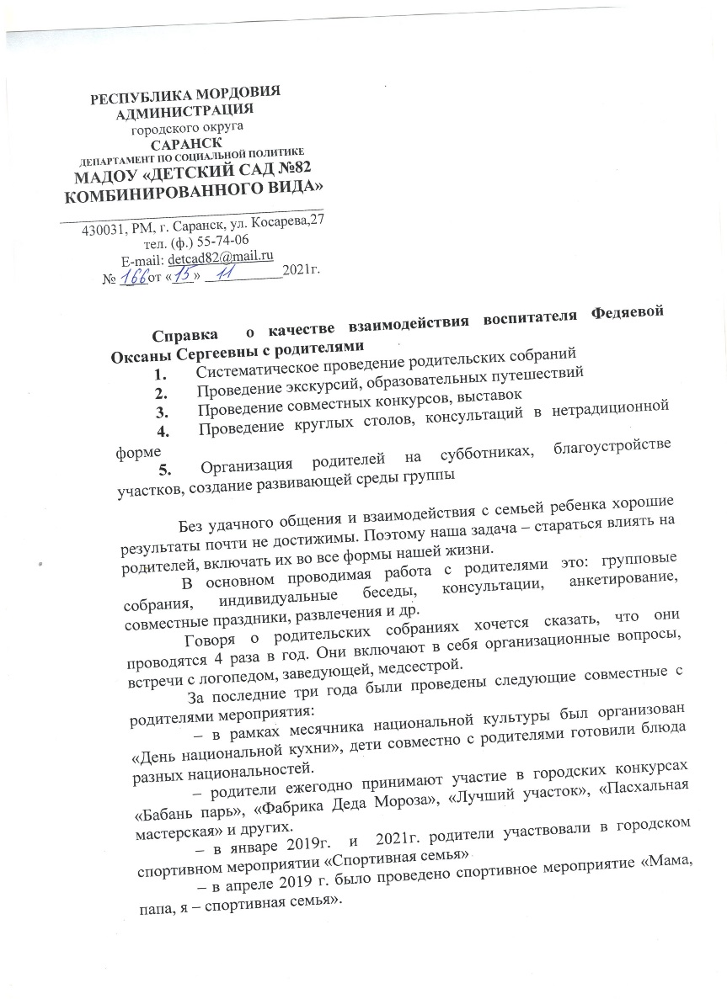 РЕСПУБЛИКА МОРДОВИЯ
АДМИНИСТРАЦИЯ
городского округа
САРАНСК
ДЕПАРТАМЕНТ ПО СОЦИАЛЬНОЙ ПОЛИТИКЕ
МАДОУ «ДЕТСКИЙ САД №82
КОМБИНИРОВАННОГО ВИДА»
430031, РМ, г. Саранск, ул. Косарева,27
тел. (ф.) 55-74-06
E-mail: detcad82@mail.ru
№ 166 от «15» 11 2021г.
Справка о качестве взаимодействия воспитателя Федяевой
Оксаны Сергеевны с родителями
1. Систематическое проведение родительских собраний
2. Проведение экскурсий, образовательных путешествий
3. Проведение совместных конкурсов, выставок
4. Проведение круглых столов, консультаций в нетрадиционной
форме
5. Организация родителей на субботниках, благоустройстве
участков, создание развивающей среды группы
Без удачного общения и взаимодействия с семьей ребенка хорошие
результаты почти не достижимы. Поэтому наша задача – стараться влиять на
родителей, включать их во все формы нашей жизни.
В основном проводимая работа с родителями это: групповые
собрания, индивидуальные беседы, консультации, анкетирование,
совместные праздники, развлечения и др.
Говоря о родительских собраниях хочется сказать, что они
проводятся 4 раза в год. Они включают в себя организационные вопросы,
встречи с логопедом, заведующей, медсестрой.
За последние три года были проведены следующие совместные с
родителями мероприятия:
– в рамках месячника национальной культуры был организован
«День национальной кухни», дети совместно с родителями готовили блюда
разных национальностей.
– родители ежегодно принимают участие в городских конкурсах
«Бабань парь», «Фабрика Деда Мороза», «Лучший участок», «Пасхальная
мастерская» и других.
– в январе 2019г. и 2021г. родители участвовали в городском
спортивном мероприятии «Спортивная семья»
– в апреле 2019 г. было проведено спортивное мероприятие «Мама,
папа, я – спортивная семья».